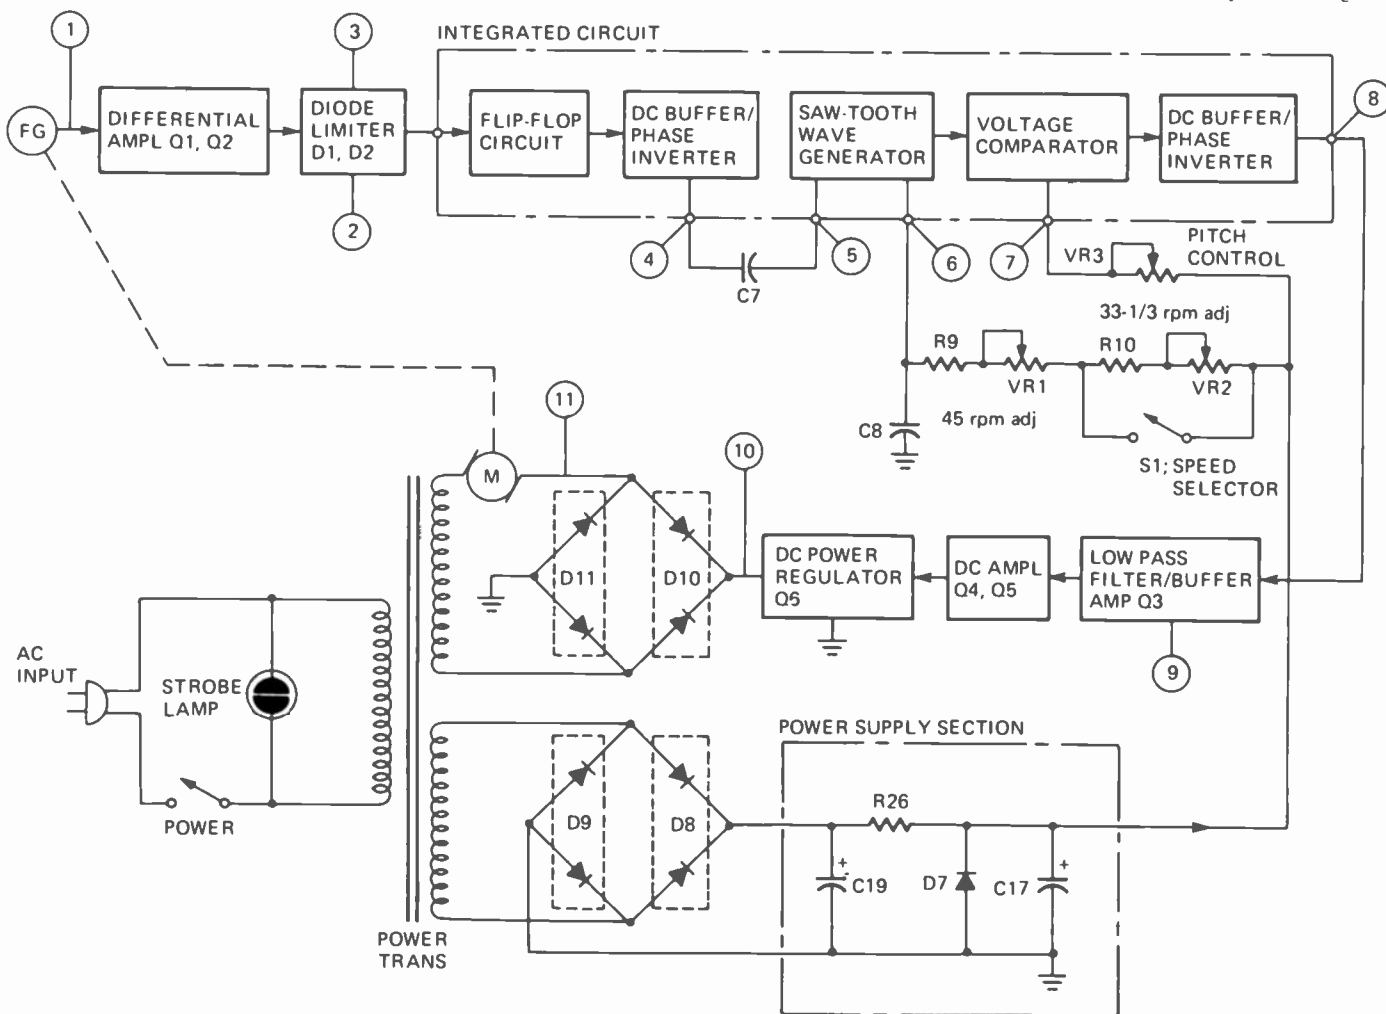 1
3
INTEGRATED CIRCUIT
8
FG
DIFFERENTIAL
AMPL Q1, Q2
DIODE
LIMITER
D1, D2
FLIP-FLOP
CIRCUIT
DC BUFFER/
PHASE
INVERTER
SAW-TOOTH
WAVE
GENERATOR
VOLTAGE
COMPARATOR
DC BUFFER/
PHASE
INVERTER
2
4
5
6
7
C7
VR3
PITCH
CONTROL
33-1/3 rpm adj
R9
VR1
R10
VR2
45 rpm adj
C8
S1; SPEED
SELECTOR
11
10
M
D11
D10
DC POWER
REGULATOR
Q6
DC AMPL
Q4, Q5
LOW PASS
FILTER/BUFFER
AMP Q3
9
AC
INPUT
STROBE
LAMP
POWER
POWER
TRANS
D9
D8
POWER SUPPLY SECTION
R26
+
C19
D7
C17
+